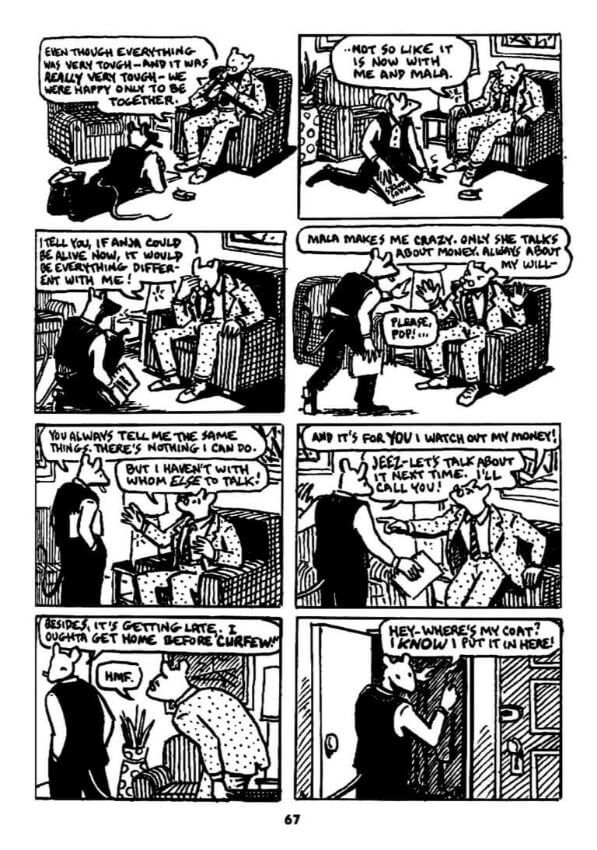 EVEN THOUGH EVERYTHING
WAS VERY TOUGH—AND IT WAS
REALLY VERY TOUGH—WE
WERE HAPPY ONLY TO BE
TOGETHER.
..NOT SO LIKE IT
IS NOW WITH
ME AND MALA.
I TELL YOU, IF ANJA COULD
BE ALIVE NOW, IT WOULD
BE EVERYTHING DIFFER-
ENT WITH ME!
MALA MAKES ME CRAZY. ONLY SHE TALKS
ABOUT MONEY. ALWAYS ABOUT
MY WILL—
PLEASE,
POP!...
YOU ALWAYS TELL ME THE SAME
THINGS. THERE'S NOTHING I CAN DO.
BUT I HAVEN'T WITH
WHOM ELSE TO TALK!
AND IT'S FOR YOU I WATCH OUT MY MONEY!
JEEZ—LET'S TALK ABOUT
IT NEXT TIME. I'LL
CALL YOU!
BESIDES, IT'S GETTING LATE,. I
OUGHTA GET HOME BEFORE "CURFEW!"
HMF.
HEY—WHERE'S MY COAT?
I KNOW I PUT IT IN HERE!
67